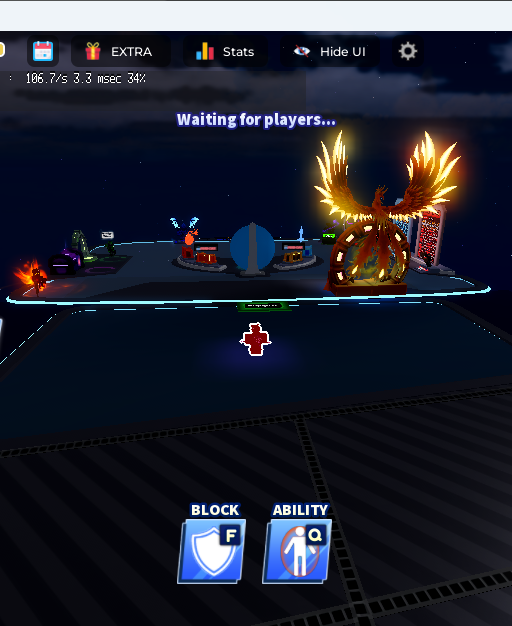 EXTRA
Stats
Hide UI
: 106.7/s 3.3 msec 34%
Waiting for players...
BLOCK
ABILITY
F
Q